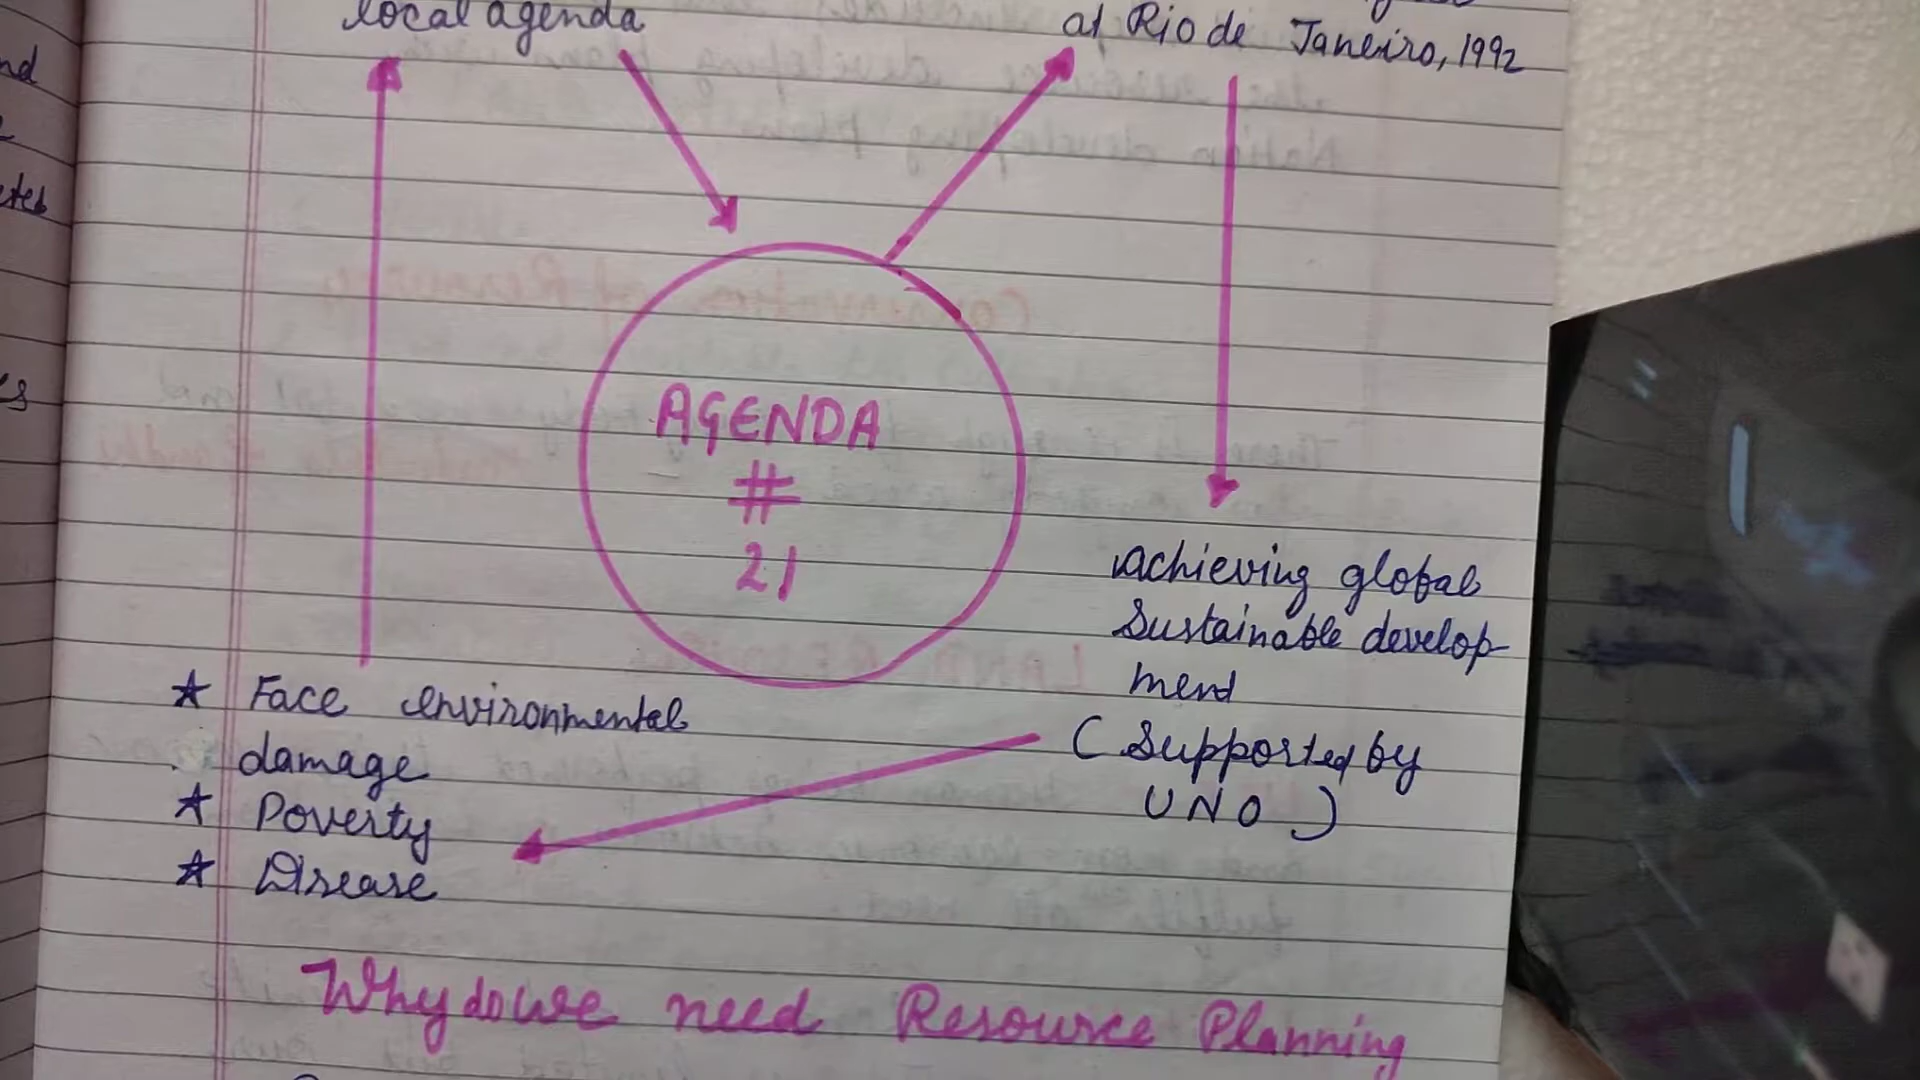 local agenda
at Rio de Janeiro, 1992
AGENDA
#
21
achieving global
Sustainable develop-
ment
( Supported by
UNO )
★ Face environmental
damage
★ Poverty
★ Disease
Why do we need Resource Planning